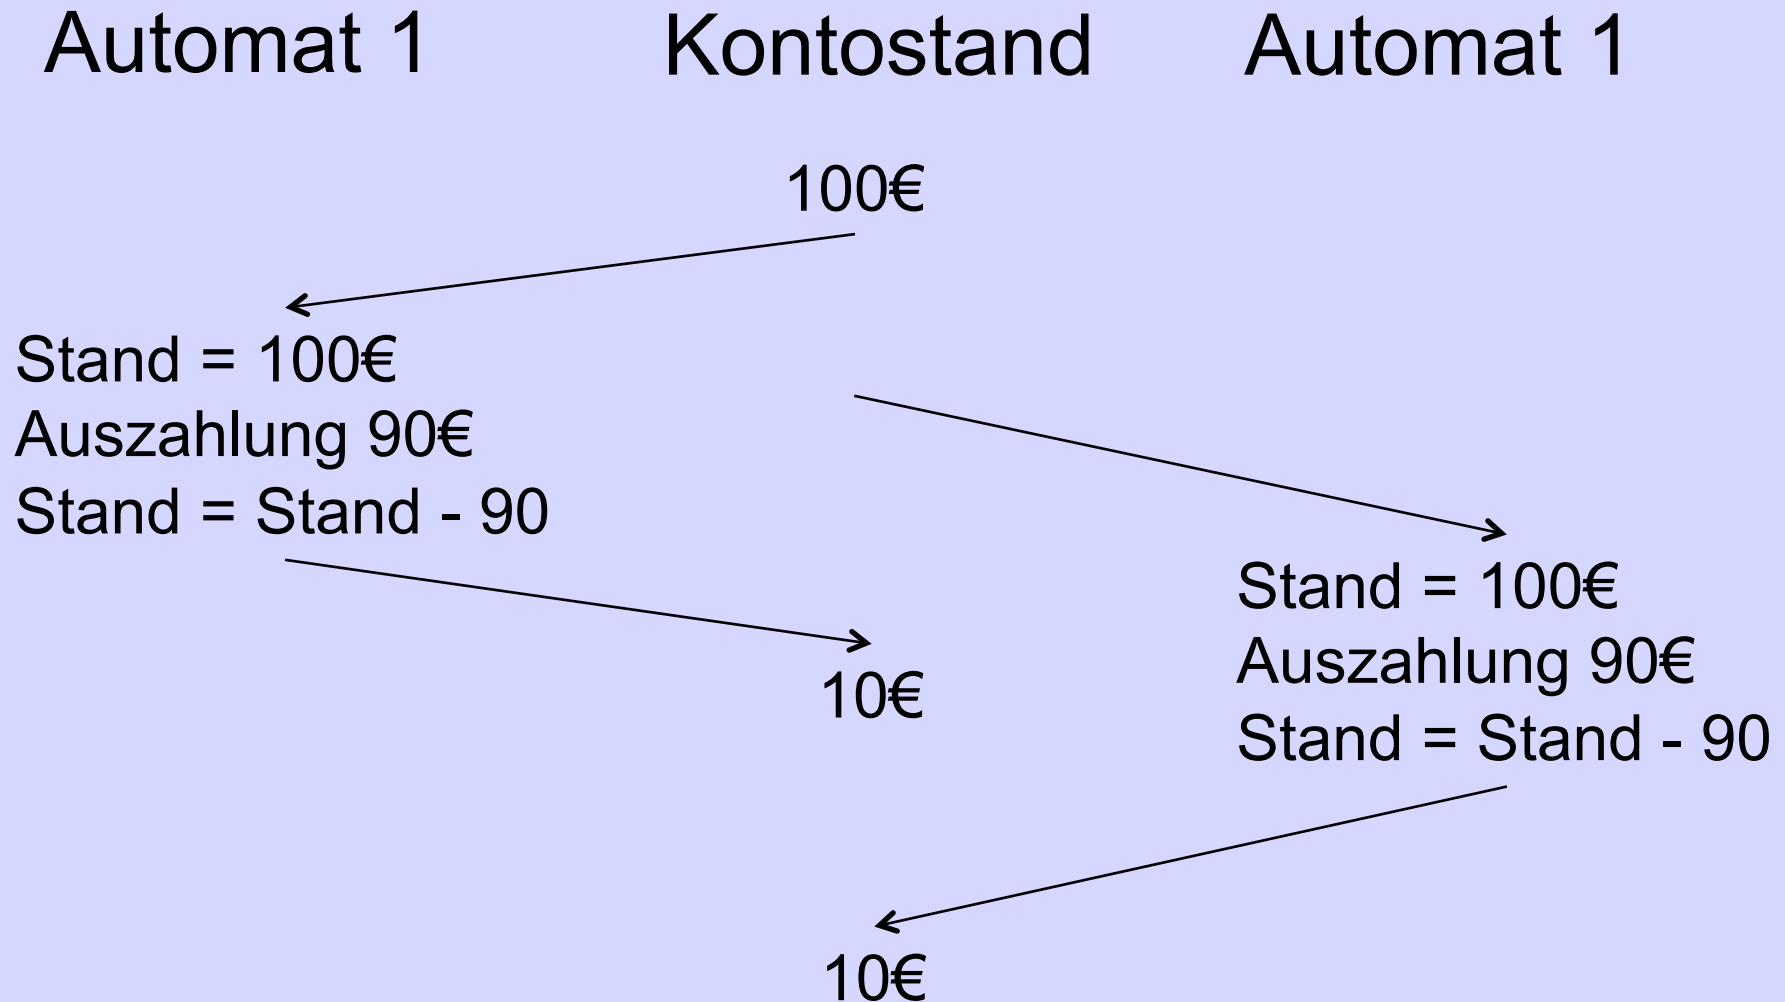 Automat 1
Kontostand
Automat 1
100€
Stand = 100€
Auszahlung 90€
Stand = Stand - 90
Stand = 100€
Auszahlung 90€
Stand = Stand - 90
10€
10€